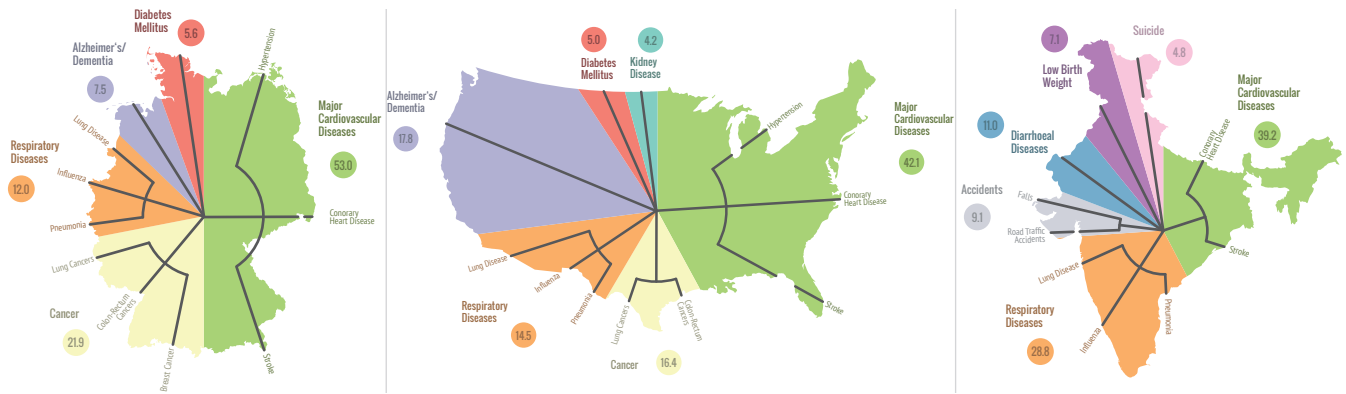 Diabetes
Mellitus
5.6
Alzheimer's/
Dementia
7.5
Hypertension
Lung Disease
Respiratory
Diseases
12.0
Influenza
Pneumonia
Major
Cardiovascular
Diseases
53.0
Conorary
Heart Disease
Lung Cancers
Colon-Rectum
Cancers
Cancer
21.9
Breast Cancer
Stroke
5.0
Diabetes
Mellitus
4.2
Kidney
Disease
Alzheimer's/
Dementia
17.8
Hypertension
Major
Cardiovascular
Diseases
42.1
Conorary
Heart Disease
Lung Disease
Influenza
Pneumonia
Respiratory
Diseases
14.5
Lung Cancers
Colon-Rectum
Cancers
Cancer
16.4
Stroke
7.1
Low Birth
Weight
Suicide
4.8
Major
Cardiovascular
Diseases
39.2
Conorary
Heart Disease
11.0
Diarrhoeal
Diseases
Accidents
9.1
Falls
Road Traffic
Accidents
Stroke
Lung Disease
Respiratory
Diseases
28.8
Influenza
Pneumonia